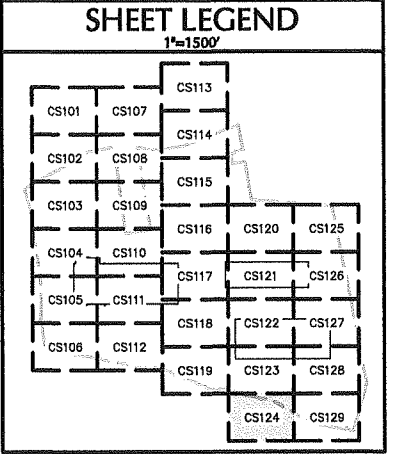 SHEET LEGEND
1"=1500'
CS113
CS101 CS107
CS114
CS102 CS108
CS115
CS103 CS109
CS116 CS120 CS125
CS104 CS110
CS117 CS121 CS126
CS105 CS111
CS118 CS122 CS127
CS106 CS112
CS119 CS123 CS128
CS124 CS129